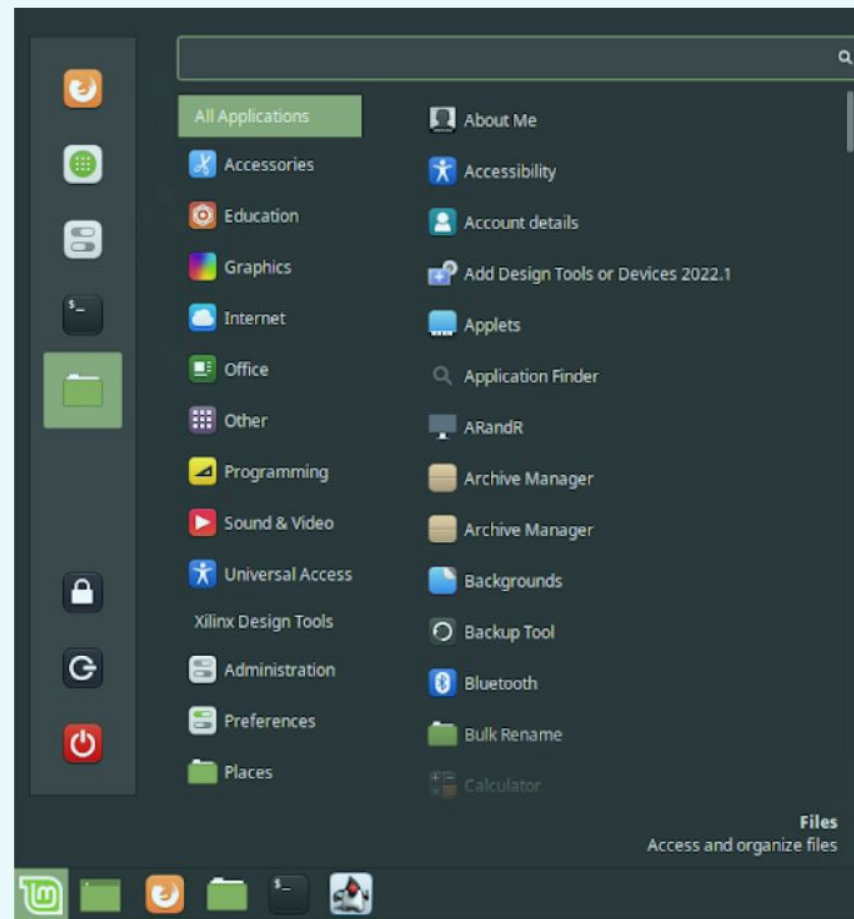 All Applications
Accessories
Education
Graphics
Internet
Office
Other
Programming
Sound & Video
Universal Access
Xilinx Design Tools
Administration
Preferences
Places
About Me
Accessibility
Account details
Add Design Tools or Devices 2022.1
Applets
Application Finder
ARandR
Archive Manager
Archive Manager
Backgrounds
Backup Tool
Bluetooth
Bulk Rename
Calculator
Files
Access and organize files
$_
$_